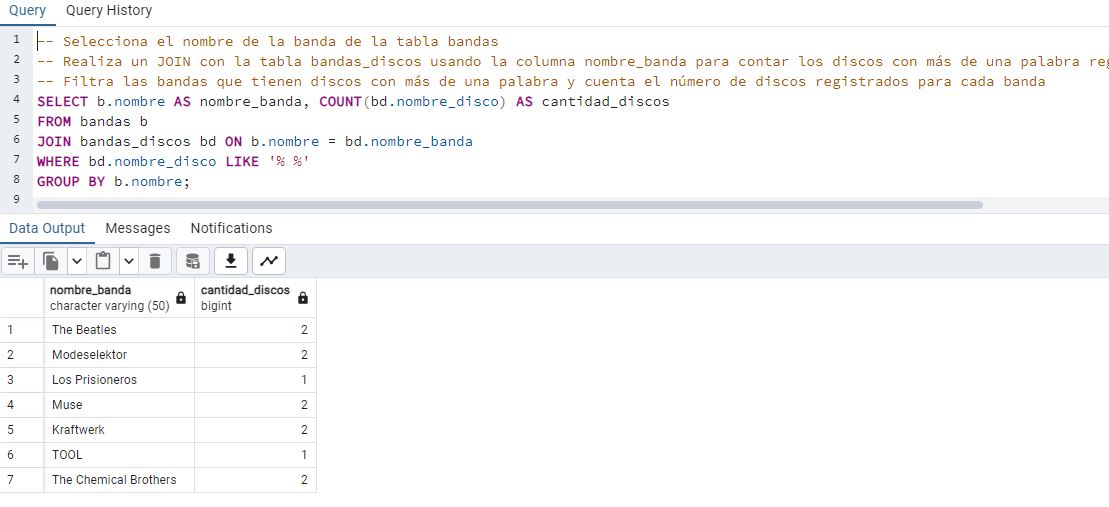 Query Query History
1 -- Selecciona el nombre de la banda de la tabla bandas
2 -- Realiza un JOIN con la tabla bandas_discos usando la columna nombre_banda para contar los discos con más de una palabra
3 -- Filtra las bandas que tienen discos con más de una palabra y cuenta el número de discos registrados para cada banda
4 SELECT b.nombre AS nombre_banda, COUNT(bd.nombre_disco) AS cantidad_discos
5 FROM bandas b
6 JOIN bandas_discos bd ON b.nombre = bd.nombre_banda
7 WHERE bd.nombre_disco LIKE '% %'
8 GROUP BY b.nombre;
9
Data Output Messages Notifications
nombre_banda cantidad_discos
character varying (50) bigint
1 The Beatles 2
2 Modeselektor 2
3 Los Prisioneros 1
4 Muse 2
5 Kraftwerk 2
6 TOOL 1
7 The Chemical Brothers 2